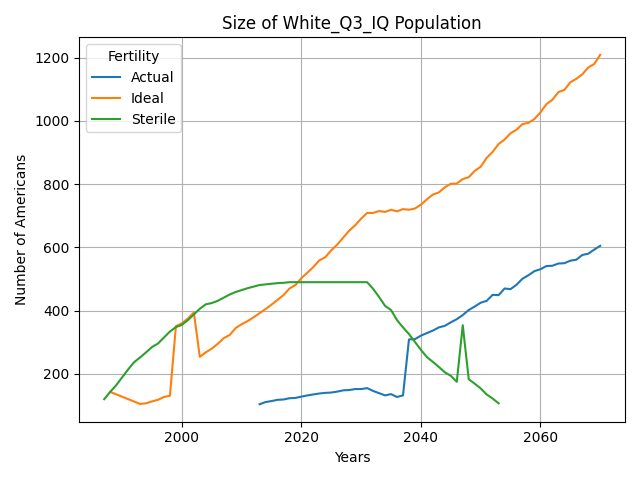 Size of White_Q3_IQ Population
Fertility
Actual
Ideal
Sterile
Number of Americans
1200
1000
800
600
400
200
2000
2020
2040
2060
Years